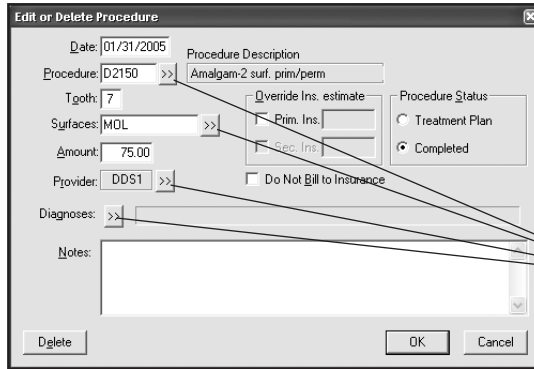 Edit or Delete Procedure
Date: 01/31/2005
Procedure Description
Procedure: D2150 >> Amalgam-2 surf. prim/perm
Tooth: 7
Override Ins. estimate
Procedure Status
Prim. Ins.
Treatment Plan
Surfaces: MOL >>
Sec. Ins.
Completed
Amount: 75.00
Provider: DDS1 >>
Do Not Bill to Insurance
Diagnoses: >>
Notes:
Delete
OK
Cancel